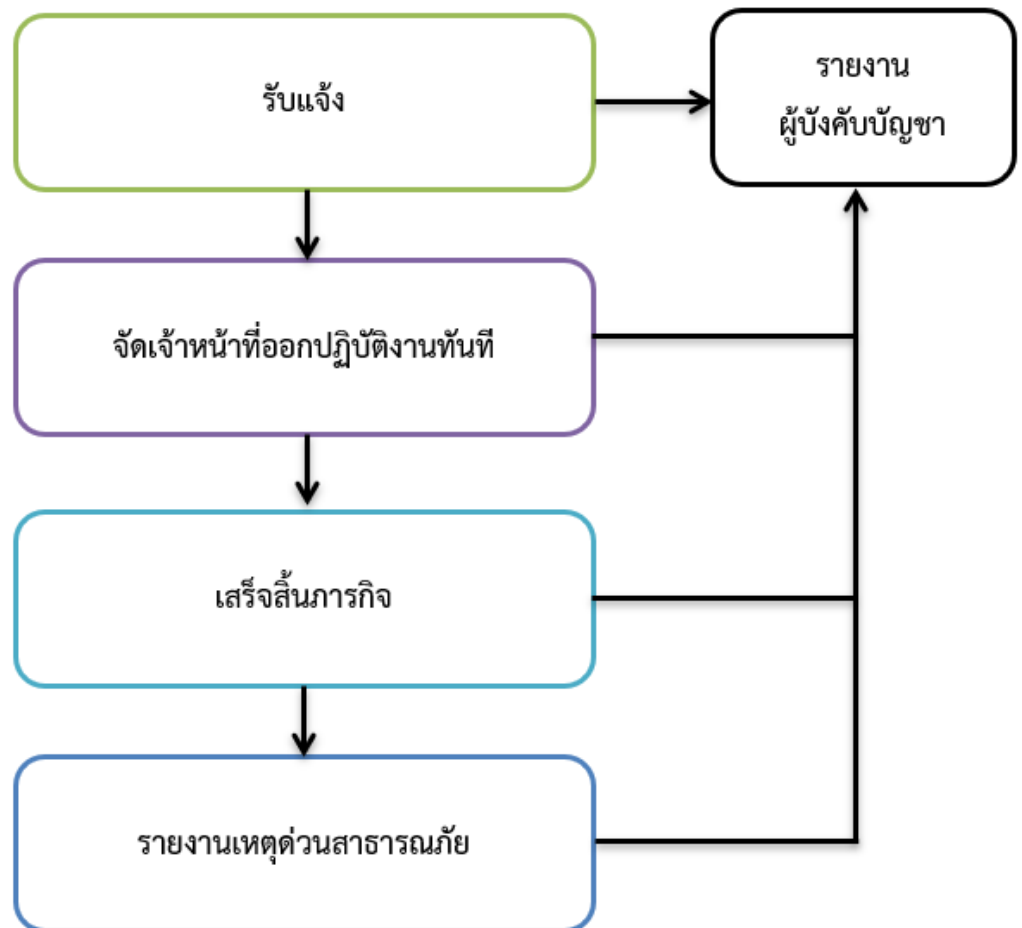 รับแจ้ง
รายงาน
ผู้บังคับบัญชา
จัดเจ้าหน้าที่ออกปฏิบัติงานทันที
เสร็จสิ้นภารกิจ
รายงานเหตุด่วนสาธารณภัย